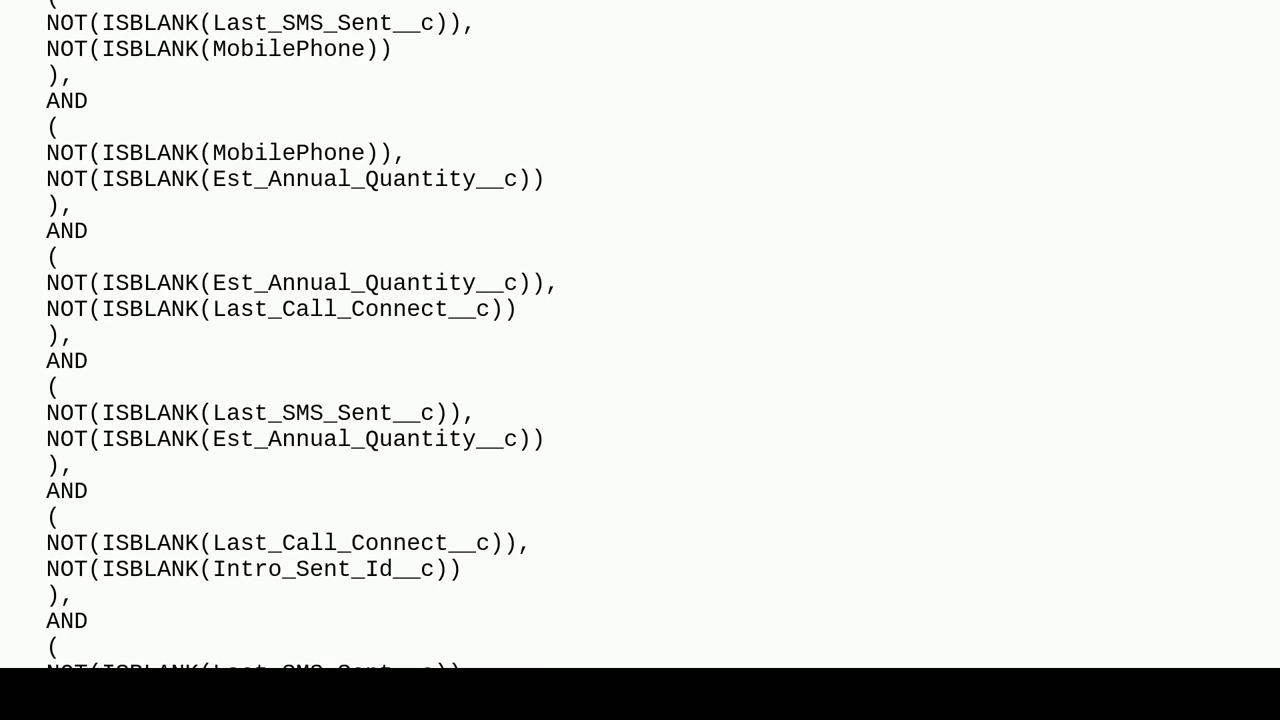 (
NOT(ISBLANK(Last_SMS_Sent__c)),
NOT(ISBLANK(MobilePhone))
),
AND
(
NOT(ISBLANK(MobilePhone)),
NOT(ISBLANK(Est_Annual_Quantity__c))
),
AND
(
NOT(ISBLANK(Est_Annual_Quantity__c)),
NOT(ISBLANK(Last_Call_Connect__c))
),
AND
(
NOT(ISBLANK(Last_SMS_Sent__c)),
NOT(ISBLANK(Est_Annual_Quantity__c))
),
AND
(
NOT(ISBLANK(Last_Call_Connect__c)),
NOT(ISBLANK(Intro_Sent_Id__c))
),
AND
(